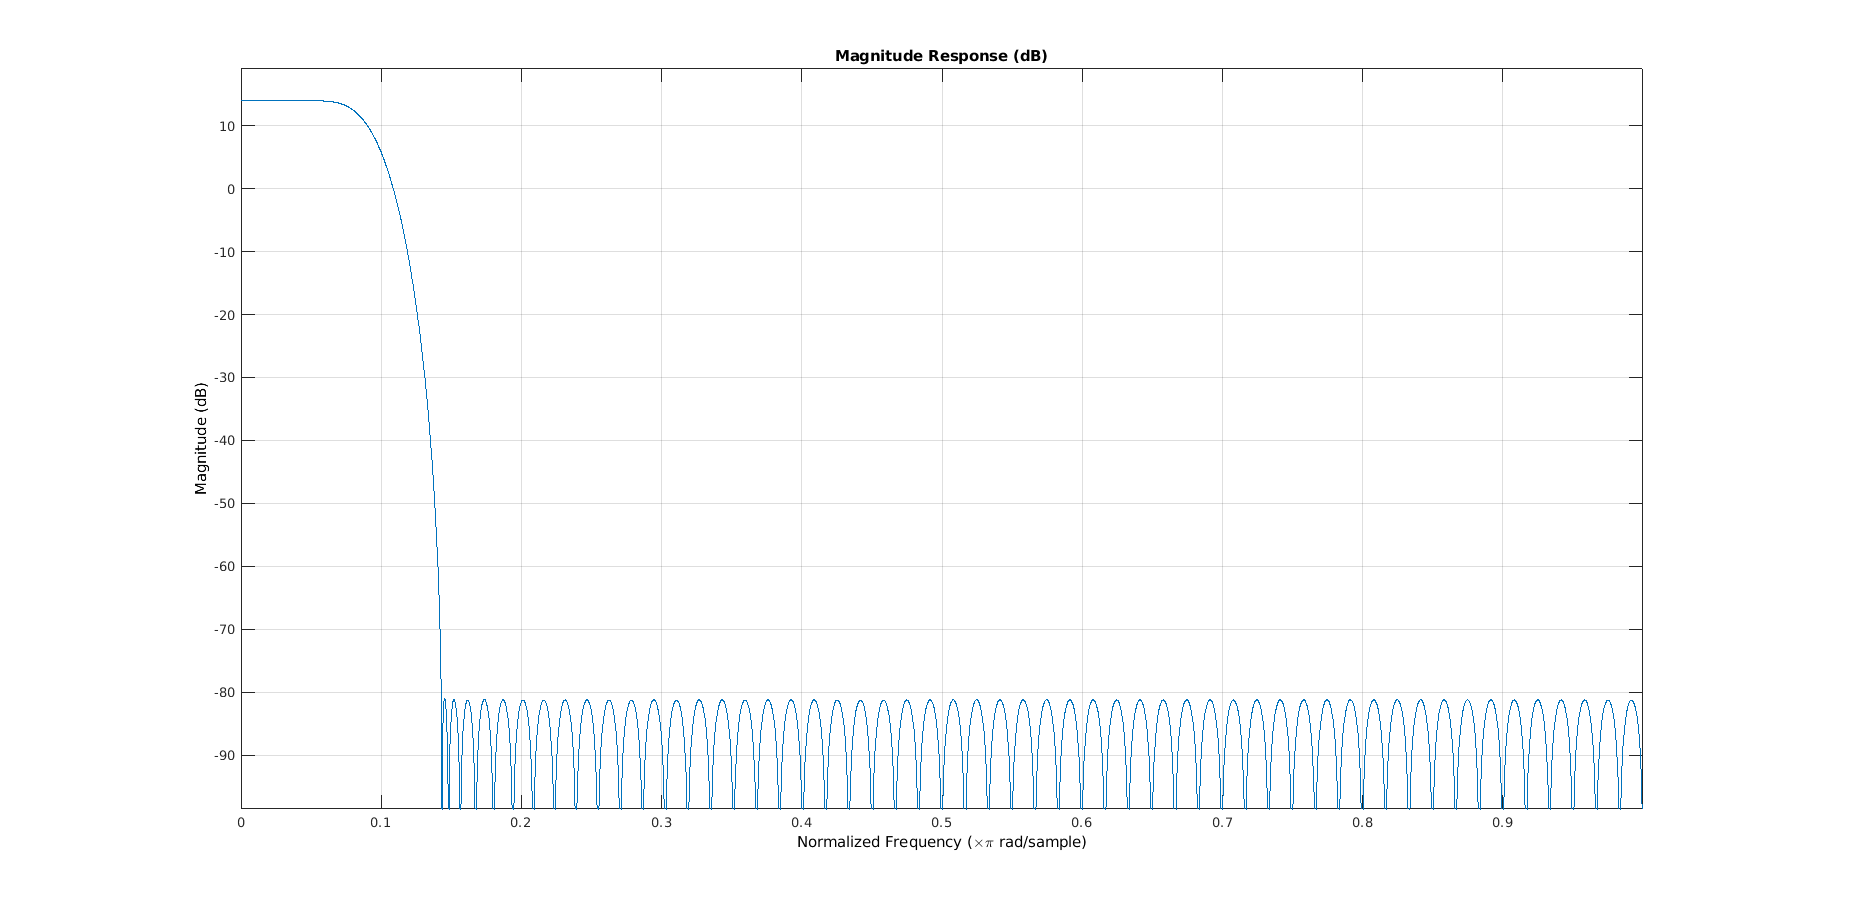 Magnitude Response (dB)
10
0
-10
-20
-30
-40
-50
-60
-70
-80
-90
Magnitude (dB)
0 0.1 0.2 0.3 0.4 0.5 0.6 0.7 0.8 0.9
Normalized Frequency (×π rad/sample)